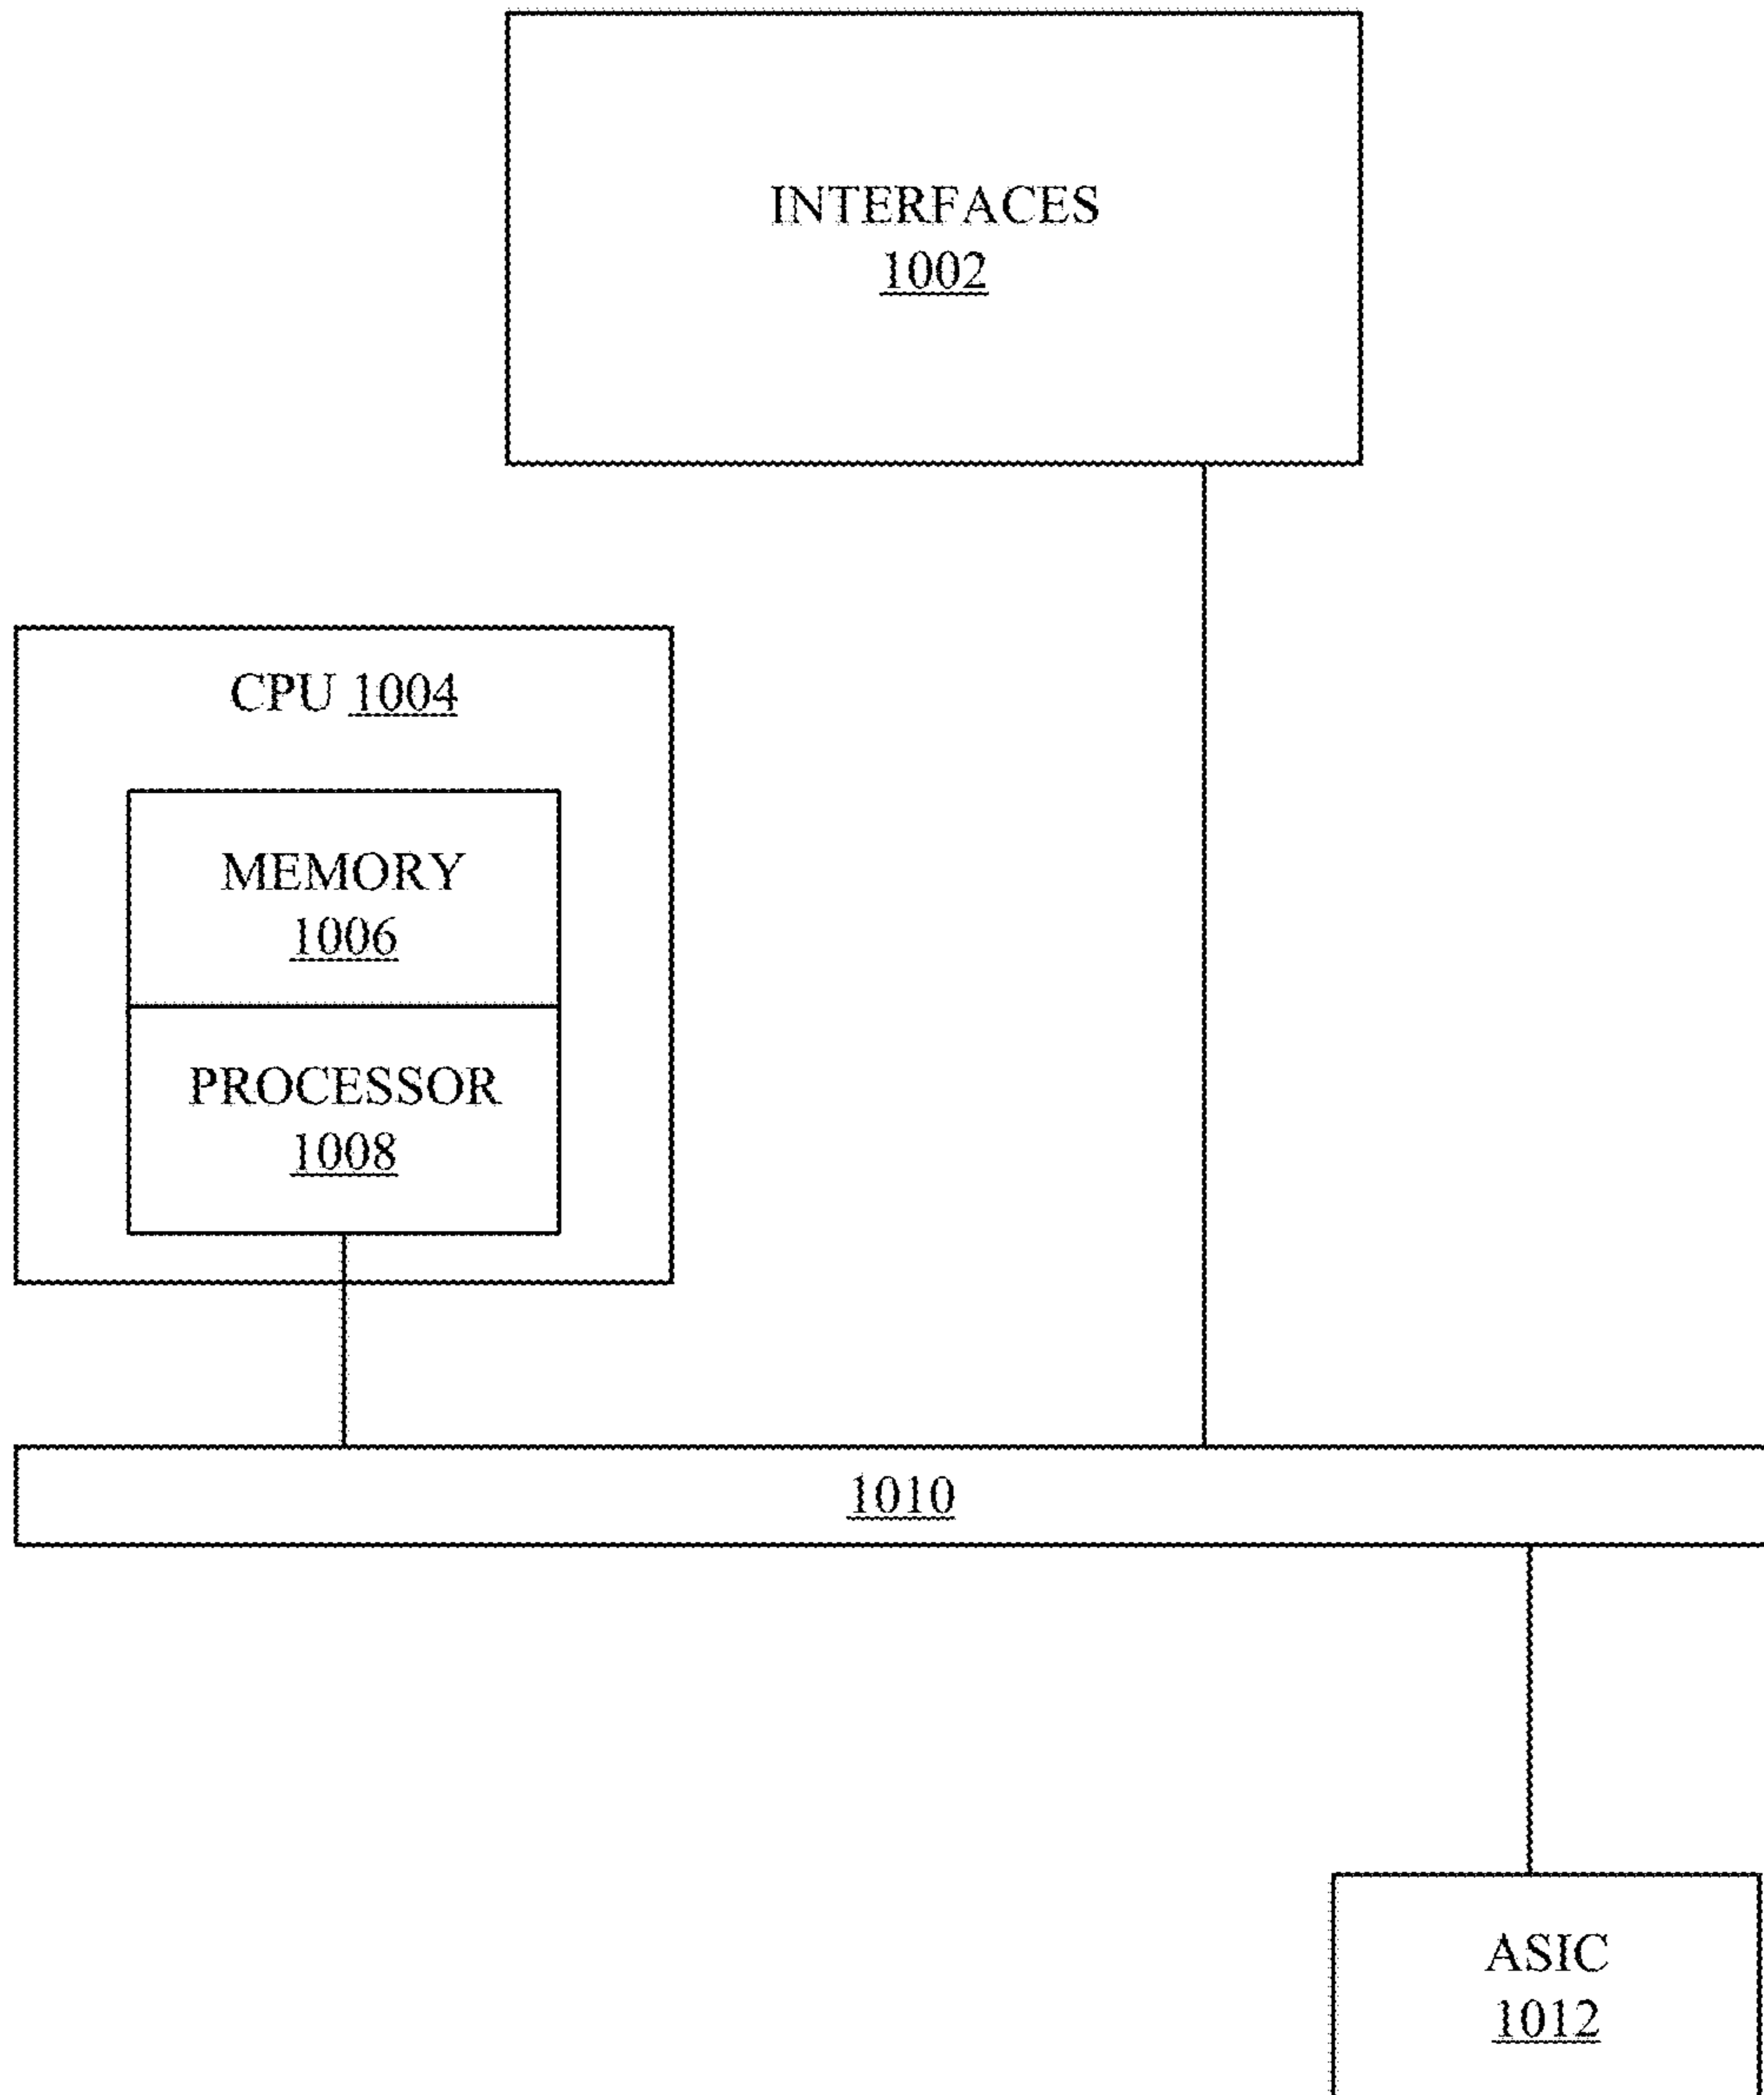 INTERFACES
1002
CPU 1004
MEMORY
1006
PROCESSOR
1008
1010
ASIC
1012